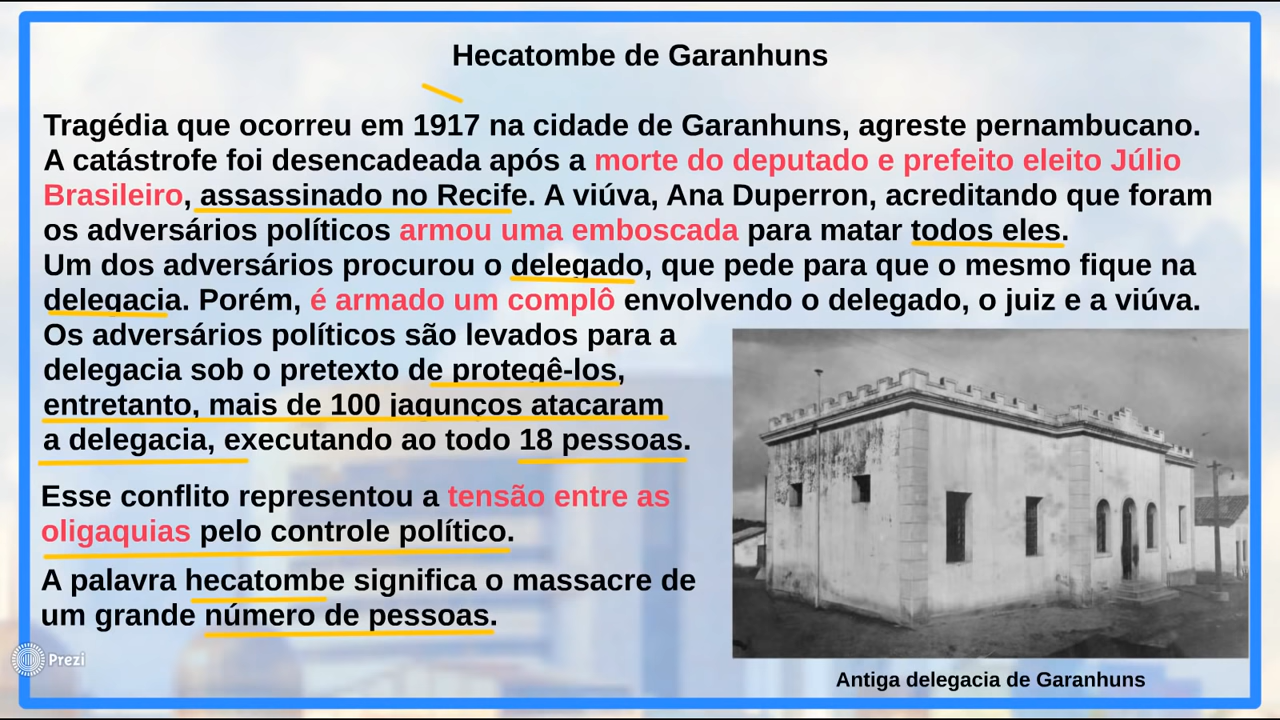 Hecatombe de Garanhuns
Tragédia que ocorreu em 1917 na cidade de Garanhuns, agreste pernambucano.
A catástrofe foi desencadeada após a morte do deputado e prefeito eleito Júlio
Brasileiro, assassinado no Recife. A viúva, Ana Duperron, acreditando que foram
os adversários políticos armou uma emboscada para matar todos eles.
Um dos adversários procurou o delegado, que pede para que o mesmo fique na
delegacia. Porém, é armado um complô envolvendo o delegado, o juiz e a viúva.
Os adversários políticos são levados para a
delegacia sob o pretexto de protegê-los,
entretanto, mais de 100 jagunços atacaram
a delegacia, executando ao todo 18 pessoas.
Esse conflito representou a tensão entre as
oligaquias pelo controle político.
A palavra hecatombe significa o massacre de
um grande número de pessoas.
Prezi
Antiga delegacia de Garanhuns